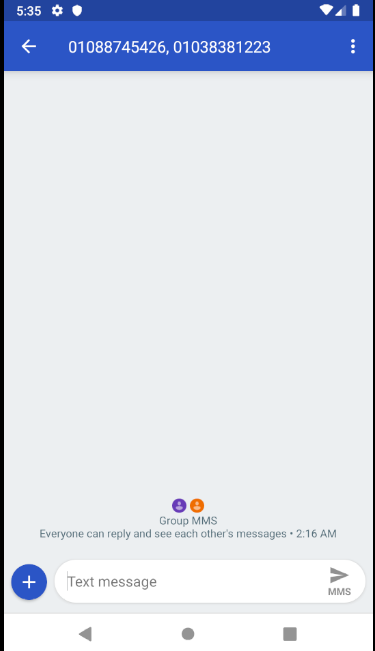 5:35
01088745426, 01038381223
Group MMS
Everyone can reply and see each other's messages • 2:16 AM
Text message
MMS